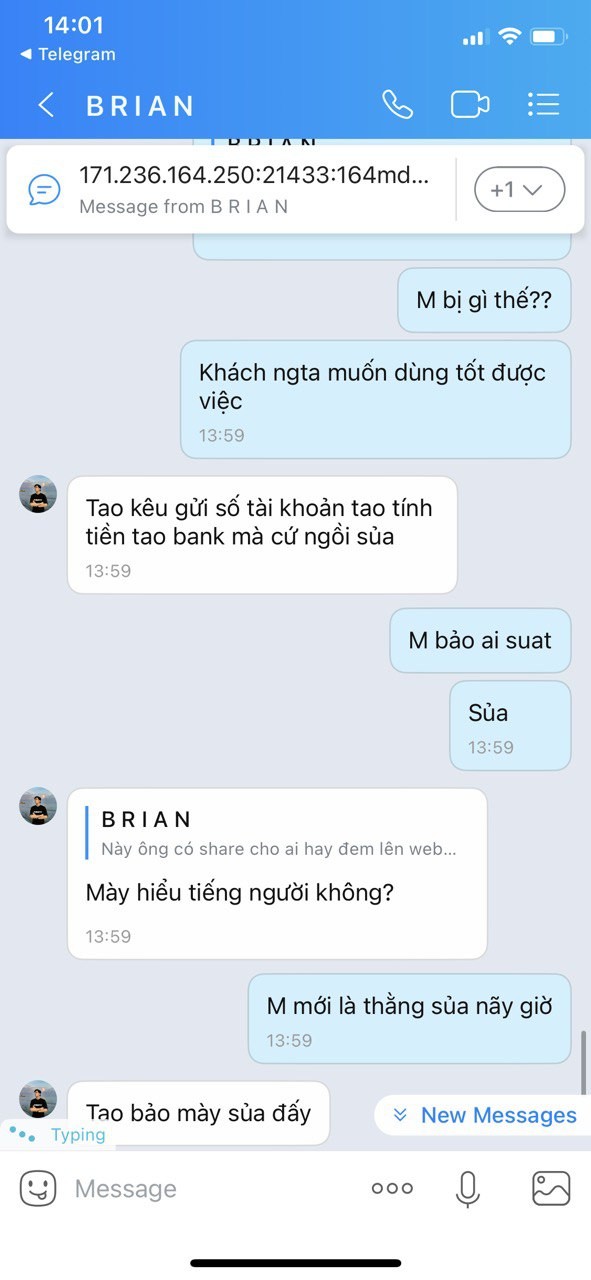 14:01
◀ Telegram
BRIAN
BRIAN
171.236.164.250:21433:164md...
Message from B R I A N
+1
M bị gì thế??
Khách ngta muốn dùng tốt được
việc
13:59
Tao kêu gửi số tài khoản tao tính
tiền tao bank mà cứ ngồi sủa
13:59
M bảo ai suat
Sủa
13:59
B R I A N
Này ông có share cho ai hay đem lên web...
Mày hiểu tiếng người không?
13:59
M mới là thằng sủa nãy giờ
13:59
Tao bảo mày sủa đấy
New Messages
Typing
Message